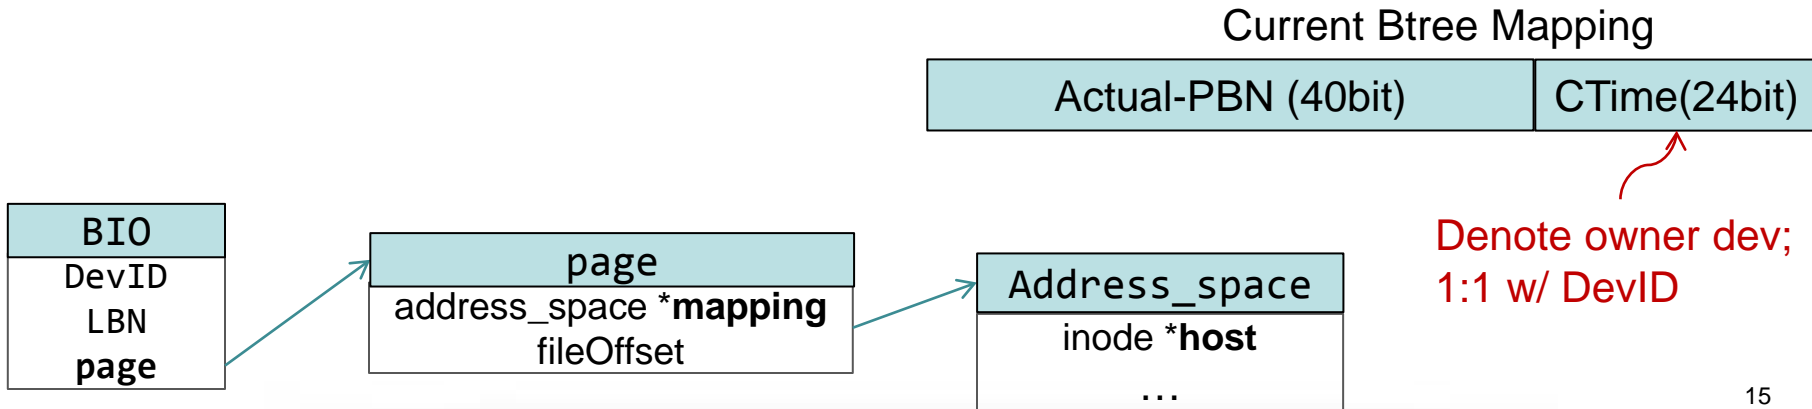 Current Btree Mapping
Actual-PBN (40bit) CTime(24bit)
Denote owner dev;
1:1 w/ DevID
BIO
DevID
LBN
page
page
address_space *mapping
fileOffset
Address_space
inode *host
...
15